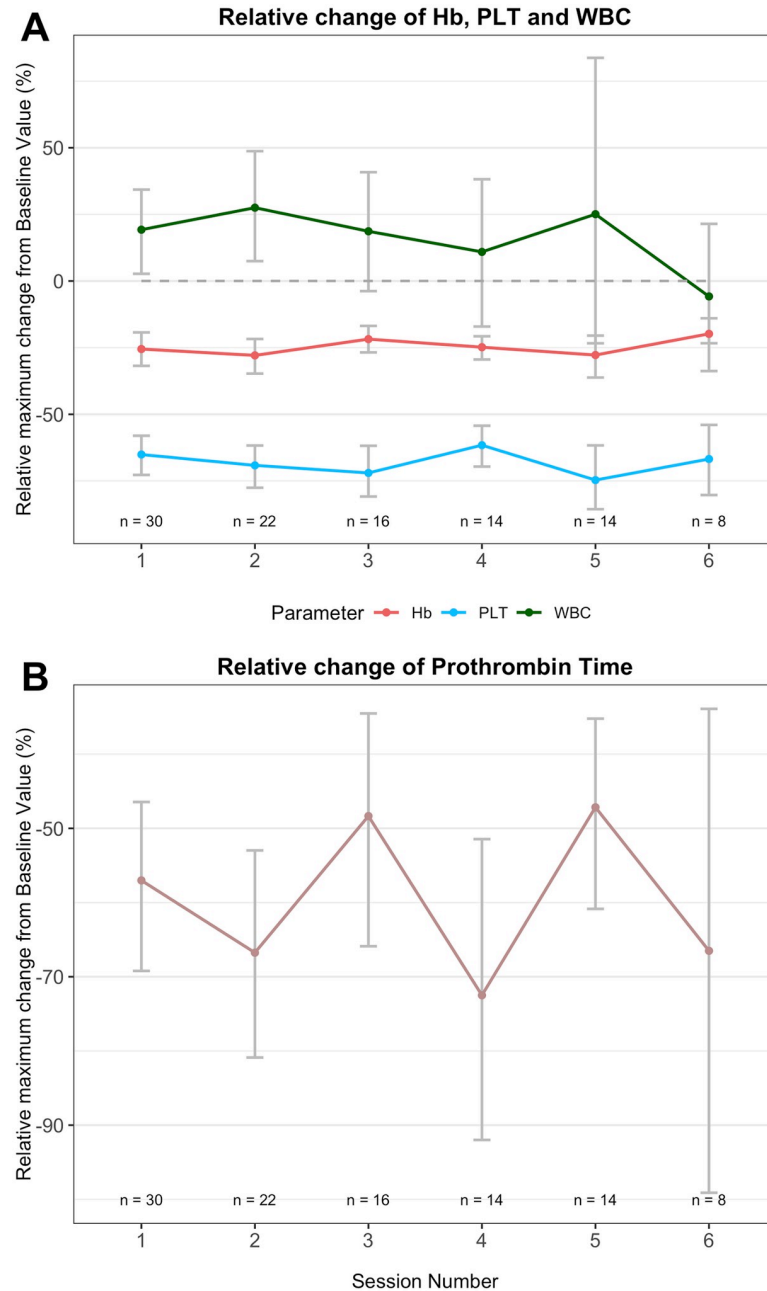 A
Relative change of Hb, PLT and WBC
Relative maximum change from Baseline Value (%)
50
0
-50
n = 30 n = 22 n = 16 n = 14 n = 14 n = 8
1 2 3 4 5 6
Parameter Hb PLT WBC
B
Relative change of Prothrombin Time
Relative maximum change from Baseline Value (%)
-50
-70
-90
n = 30 n = 22 n = 16 n = 14 n = 14 n = 8
1 2 3 4 5 6
Session Number